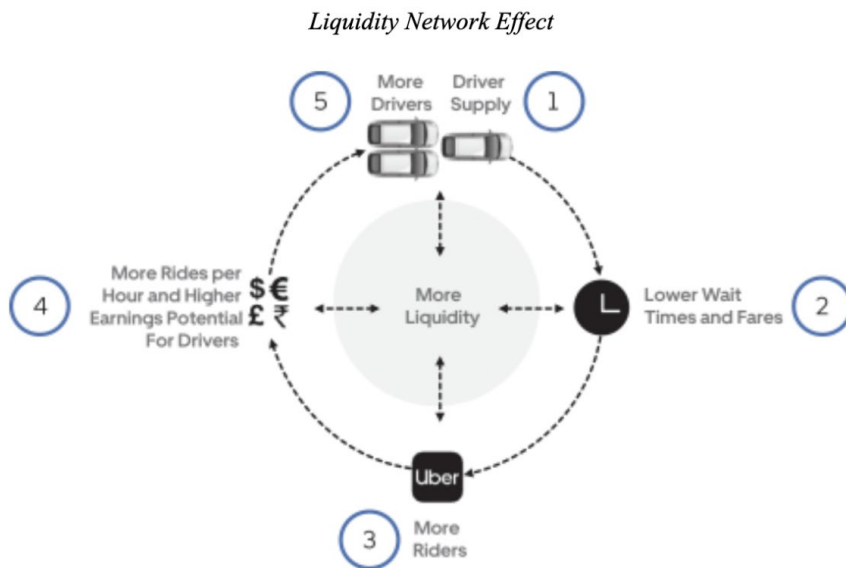 Liquidity Network Effect
5
More
Drivers
Driver
Supply
1
More Rides per
Hour and Higher
Earnings Potential
For Drivers
$ €
£ ₹
4
More
Liquidity
Lower Wait
Times and Fares
2
Uber
3
More
Riders